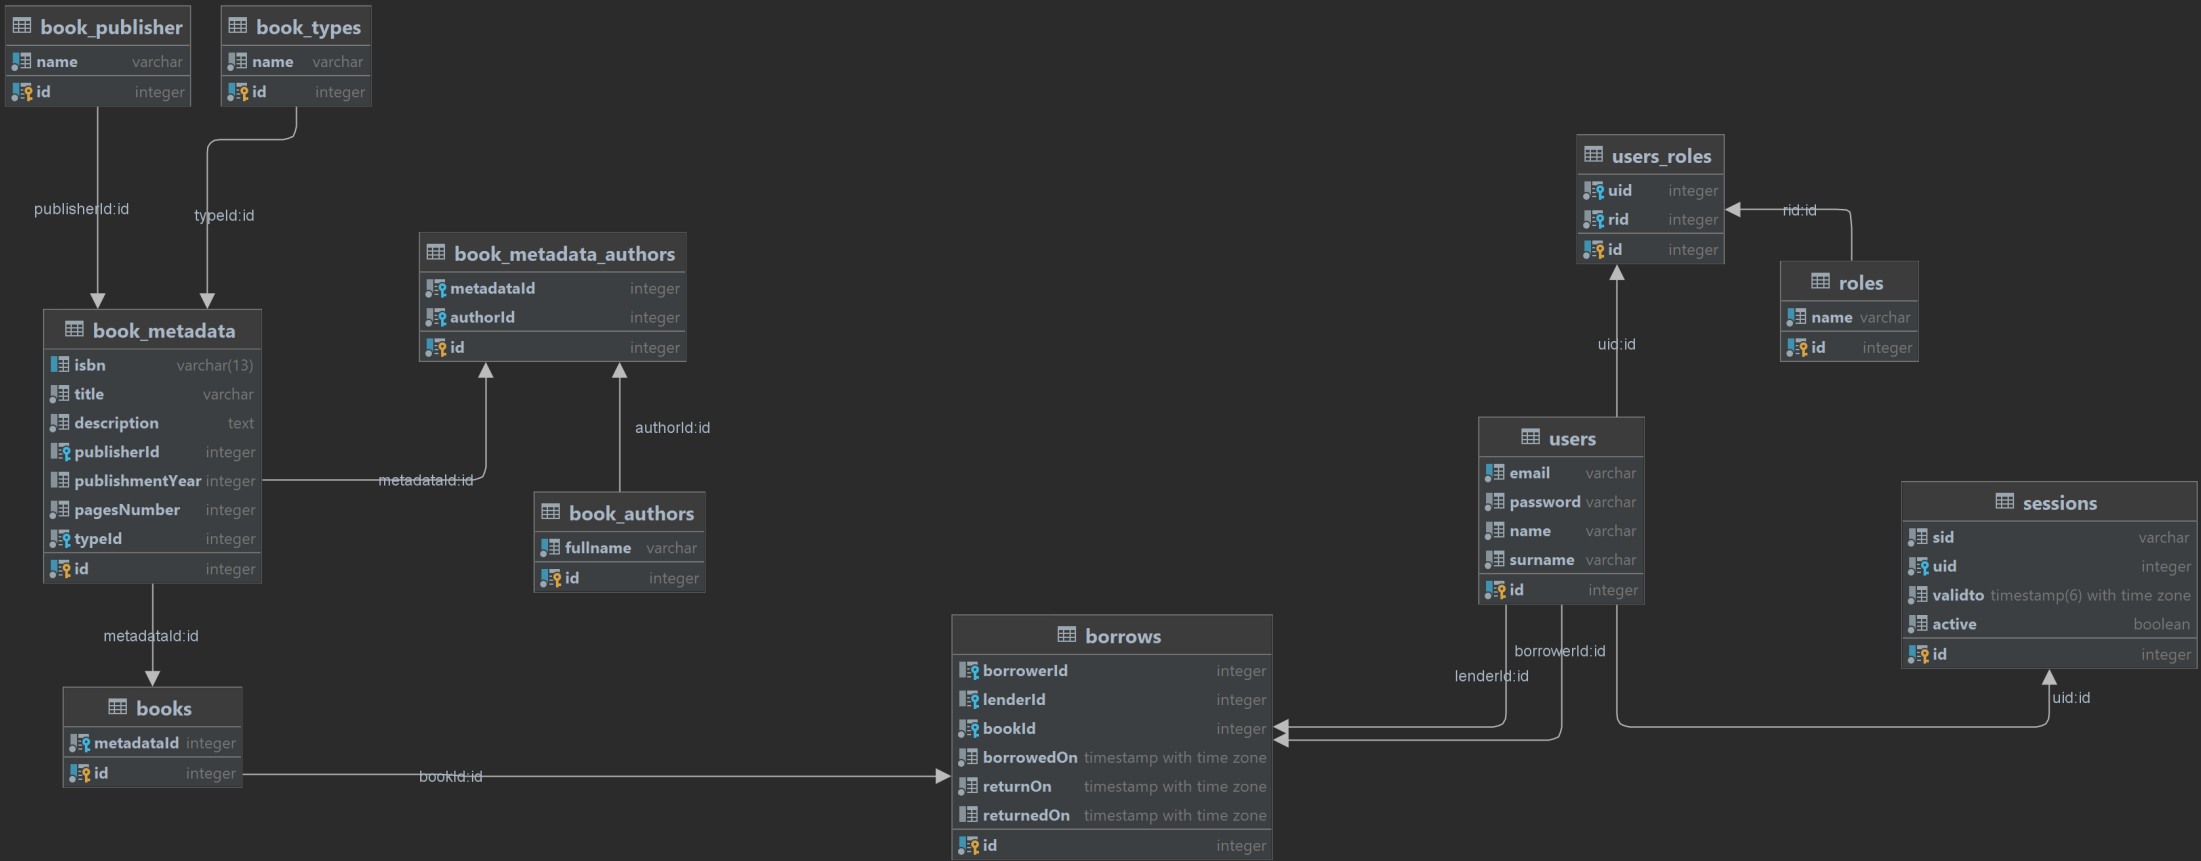 book_publisher
name varchar
id integer
book_types
name varchar
id integer
publisherId:id
typeId:id
book_metadata_authors
metadataId integer
authorId integer
id integer
book_metadata
isbn varchar(13)
title varchar
description text
publisherId integer
publishmentYear integer
pagesNumber integer
typeId integer
id integer
metadataId:id
authorId:id
book_authors
fullname varchar
id integer
metadataId:id
books
metadataId integer
id integer
bookId:id
users_roles
uid integer
rid integer
id integer
rid:id
roles
name varchar
id integer
uid:id
users
email varchar
password varchar
name varchar
surname varchar
id integer
sessions
sid varchar
uid integer
validto timestamp(6) with time zone
active boolean
id integer
borrowerId:id
lenderId:id
uid:id
borrows
borrowerId integer
lenderId integer
bookId integer
borrowedOn timestamp with time zone
returnOn timestamp with time zone
returnedOn timestamp with time zone
id integer